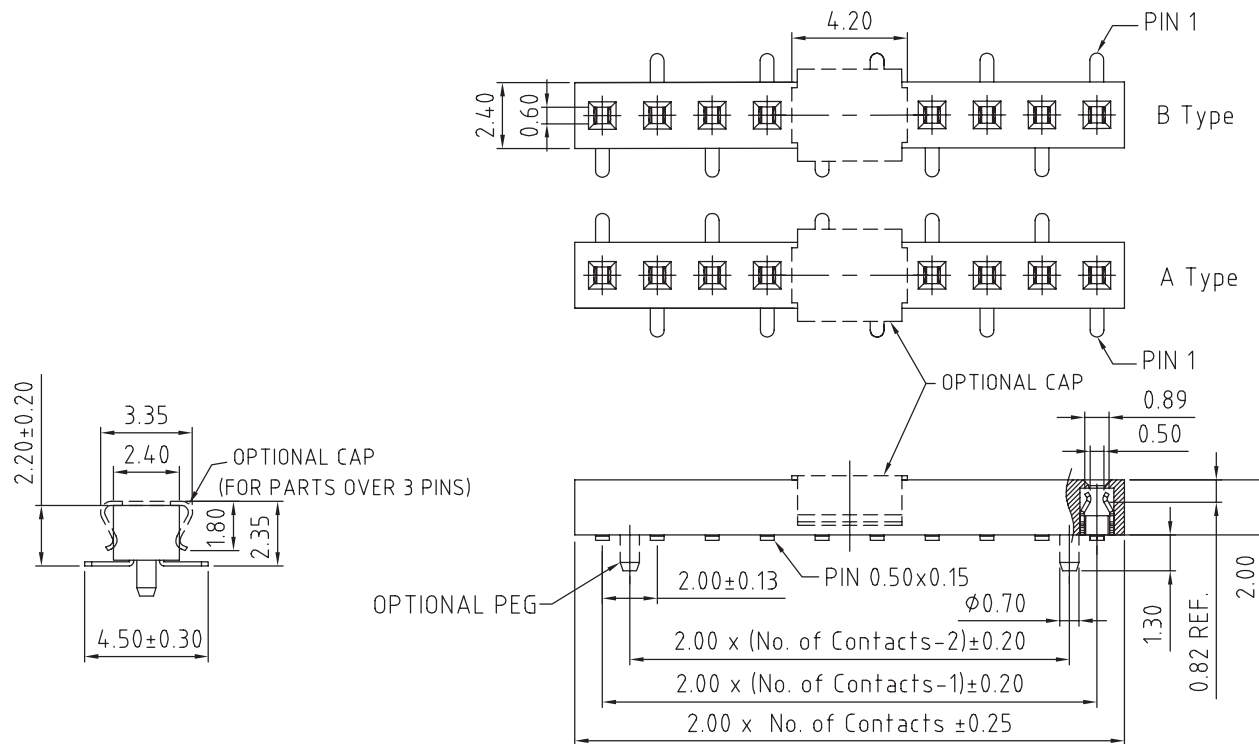 4.20
PIN 1
2.40
0.60
B Type
A Type
PIN 1
OPTIONAL CAP
0.89
0.50
2.20±0.20
3.35
2.40
OPTIONAL CAP
(FOR PARTS OVER 3 PINS)
1.80
2.35
4.50±0.30
OPTIONAL PEG
2.00±0.13
PIN 0.50x0.15
Ø0.70
1.30
0.82 REF.
2.00
2.00 x (No. of Contacts-2)±0.20
2.00 x (No. of Contacts-1)±0.20
2.00 x No. of Contacts ±0.25